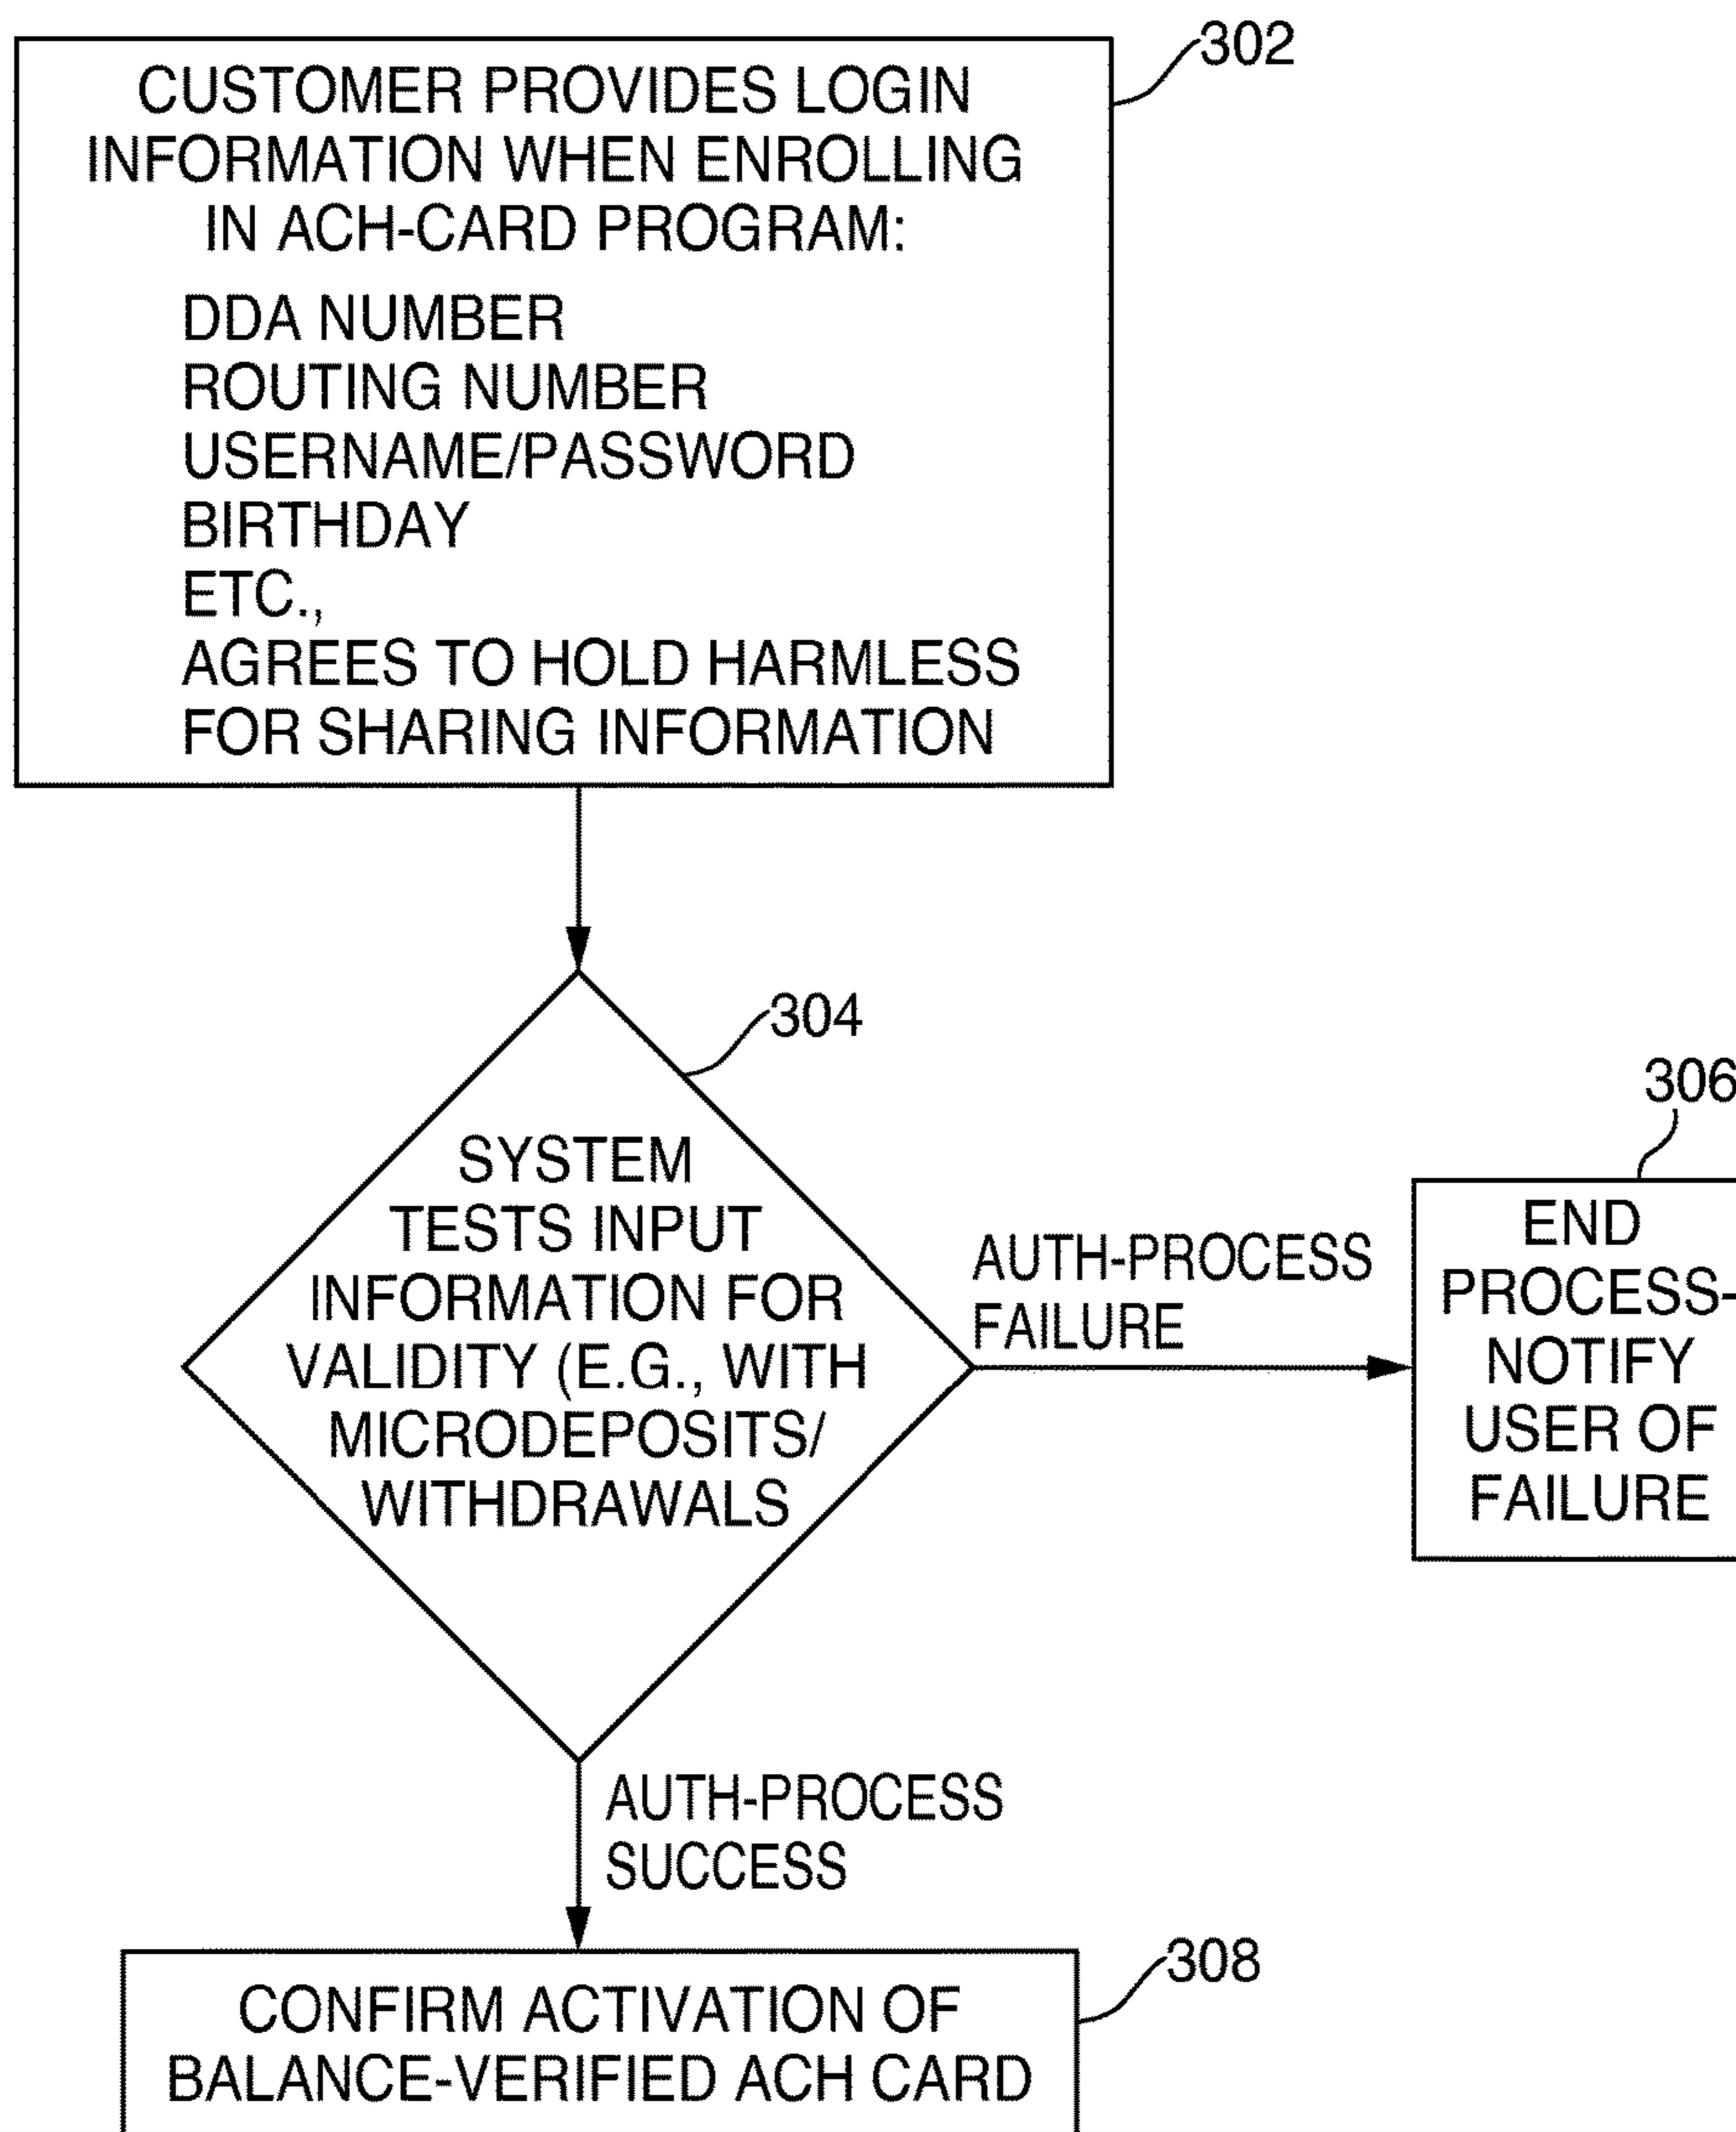 302
CUSTOMER PROVIDES LOGIN
INFORMATION WHEN ENROLLING
IN ACH-CARD PROGRAM:
DDA NUMBER
ROUTING NUMBER
USERNAME/PASSWORD
BIRTHDAY
ETC.,
AGREES TO HOLD HARMLESS
FOR SHARING INFORMATION
304
SYSTEM
TESTS INPUT
INFORMATION FOR
VALIDITY (E.G., WITH
MICRODEPOSITS/
WITHDRAWALS
AUTH-PROCESS
FAILURE
306
END
PROCESS-
NOTIFY
USER OF
FAILURE
AUTH-PROCESS
SUCCESS
308
CONFIRM ACTIVATION OF
BALANCE-VERIFIED ACH CARD